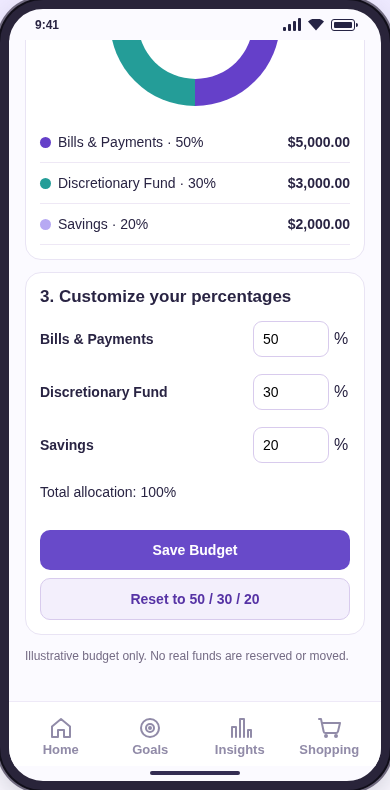 9:41
Bills & Payments · 50% $5,000.00
Discretionary Fund · 30% $3,000.00
Savings · 20% $2,000.00
3. Customize your percentages
Bills & Payments 50 %
Discretionary Fund 30 %
Savings 20 %
Total allocation: 100%
Save Budget
Reset to 50 / 30 / 20
Illustrative budget only. No real funds are reserved or moved.
Home Goals Insights Shopping